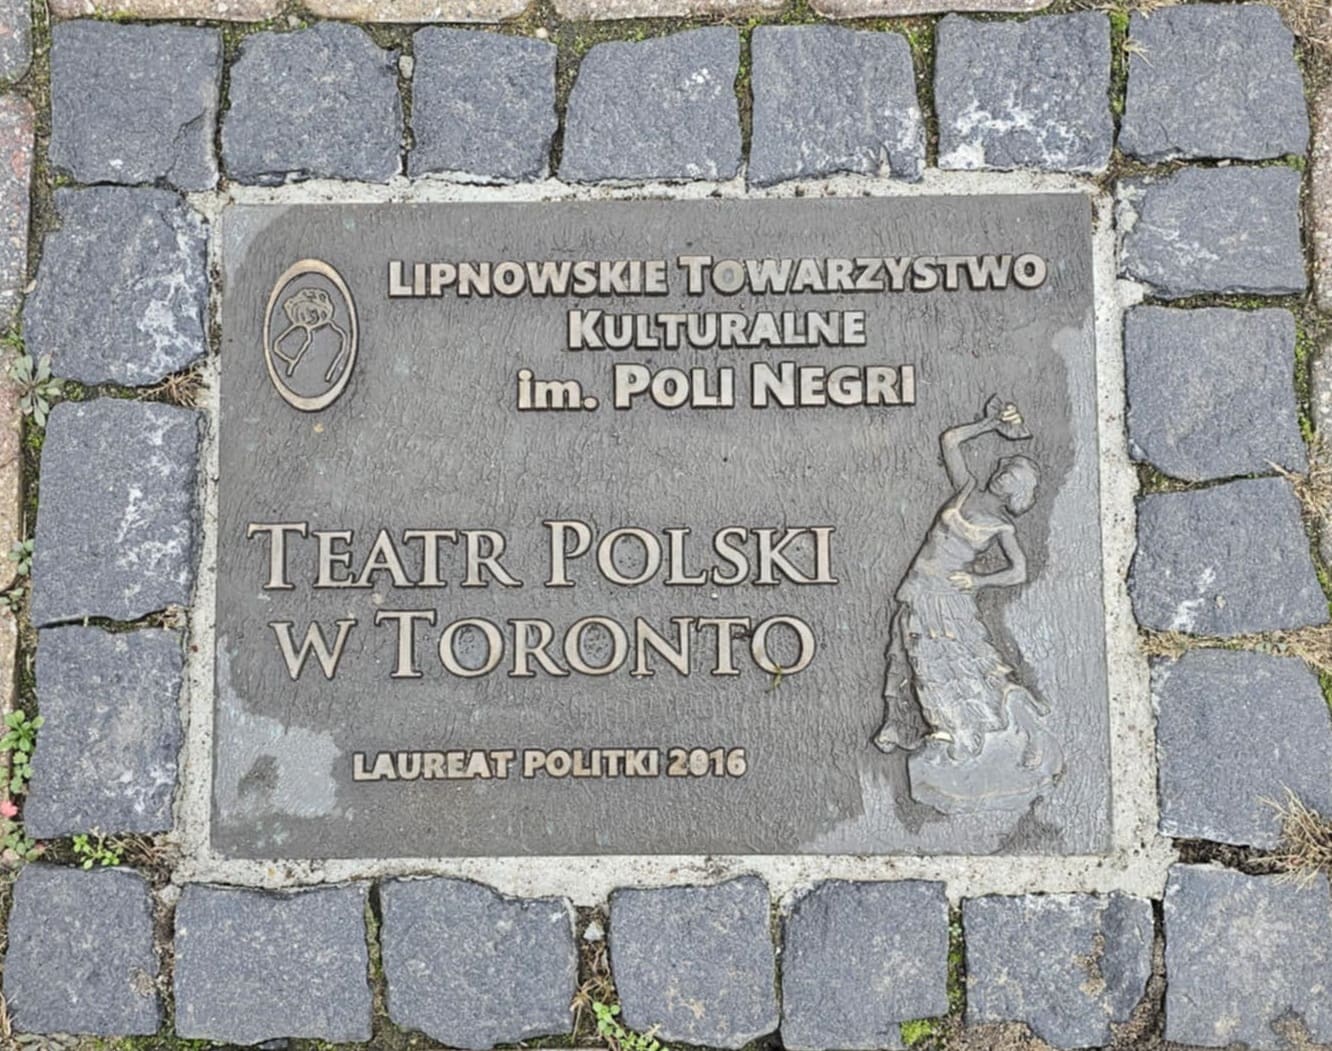 LIPNOWSKIE TOWARZYSTWO
KULTURALNE
im. POLI NEGRI
TEATR POLSKI
W TORONTO
LAUREAT POLITKI 2016